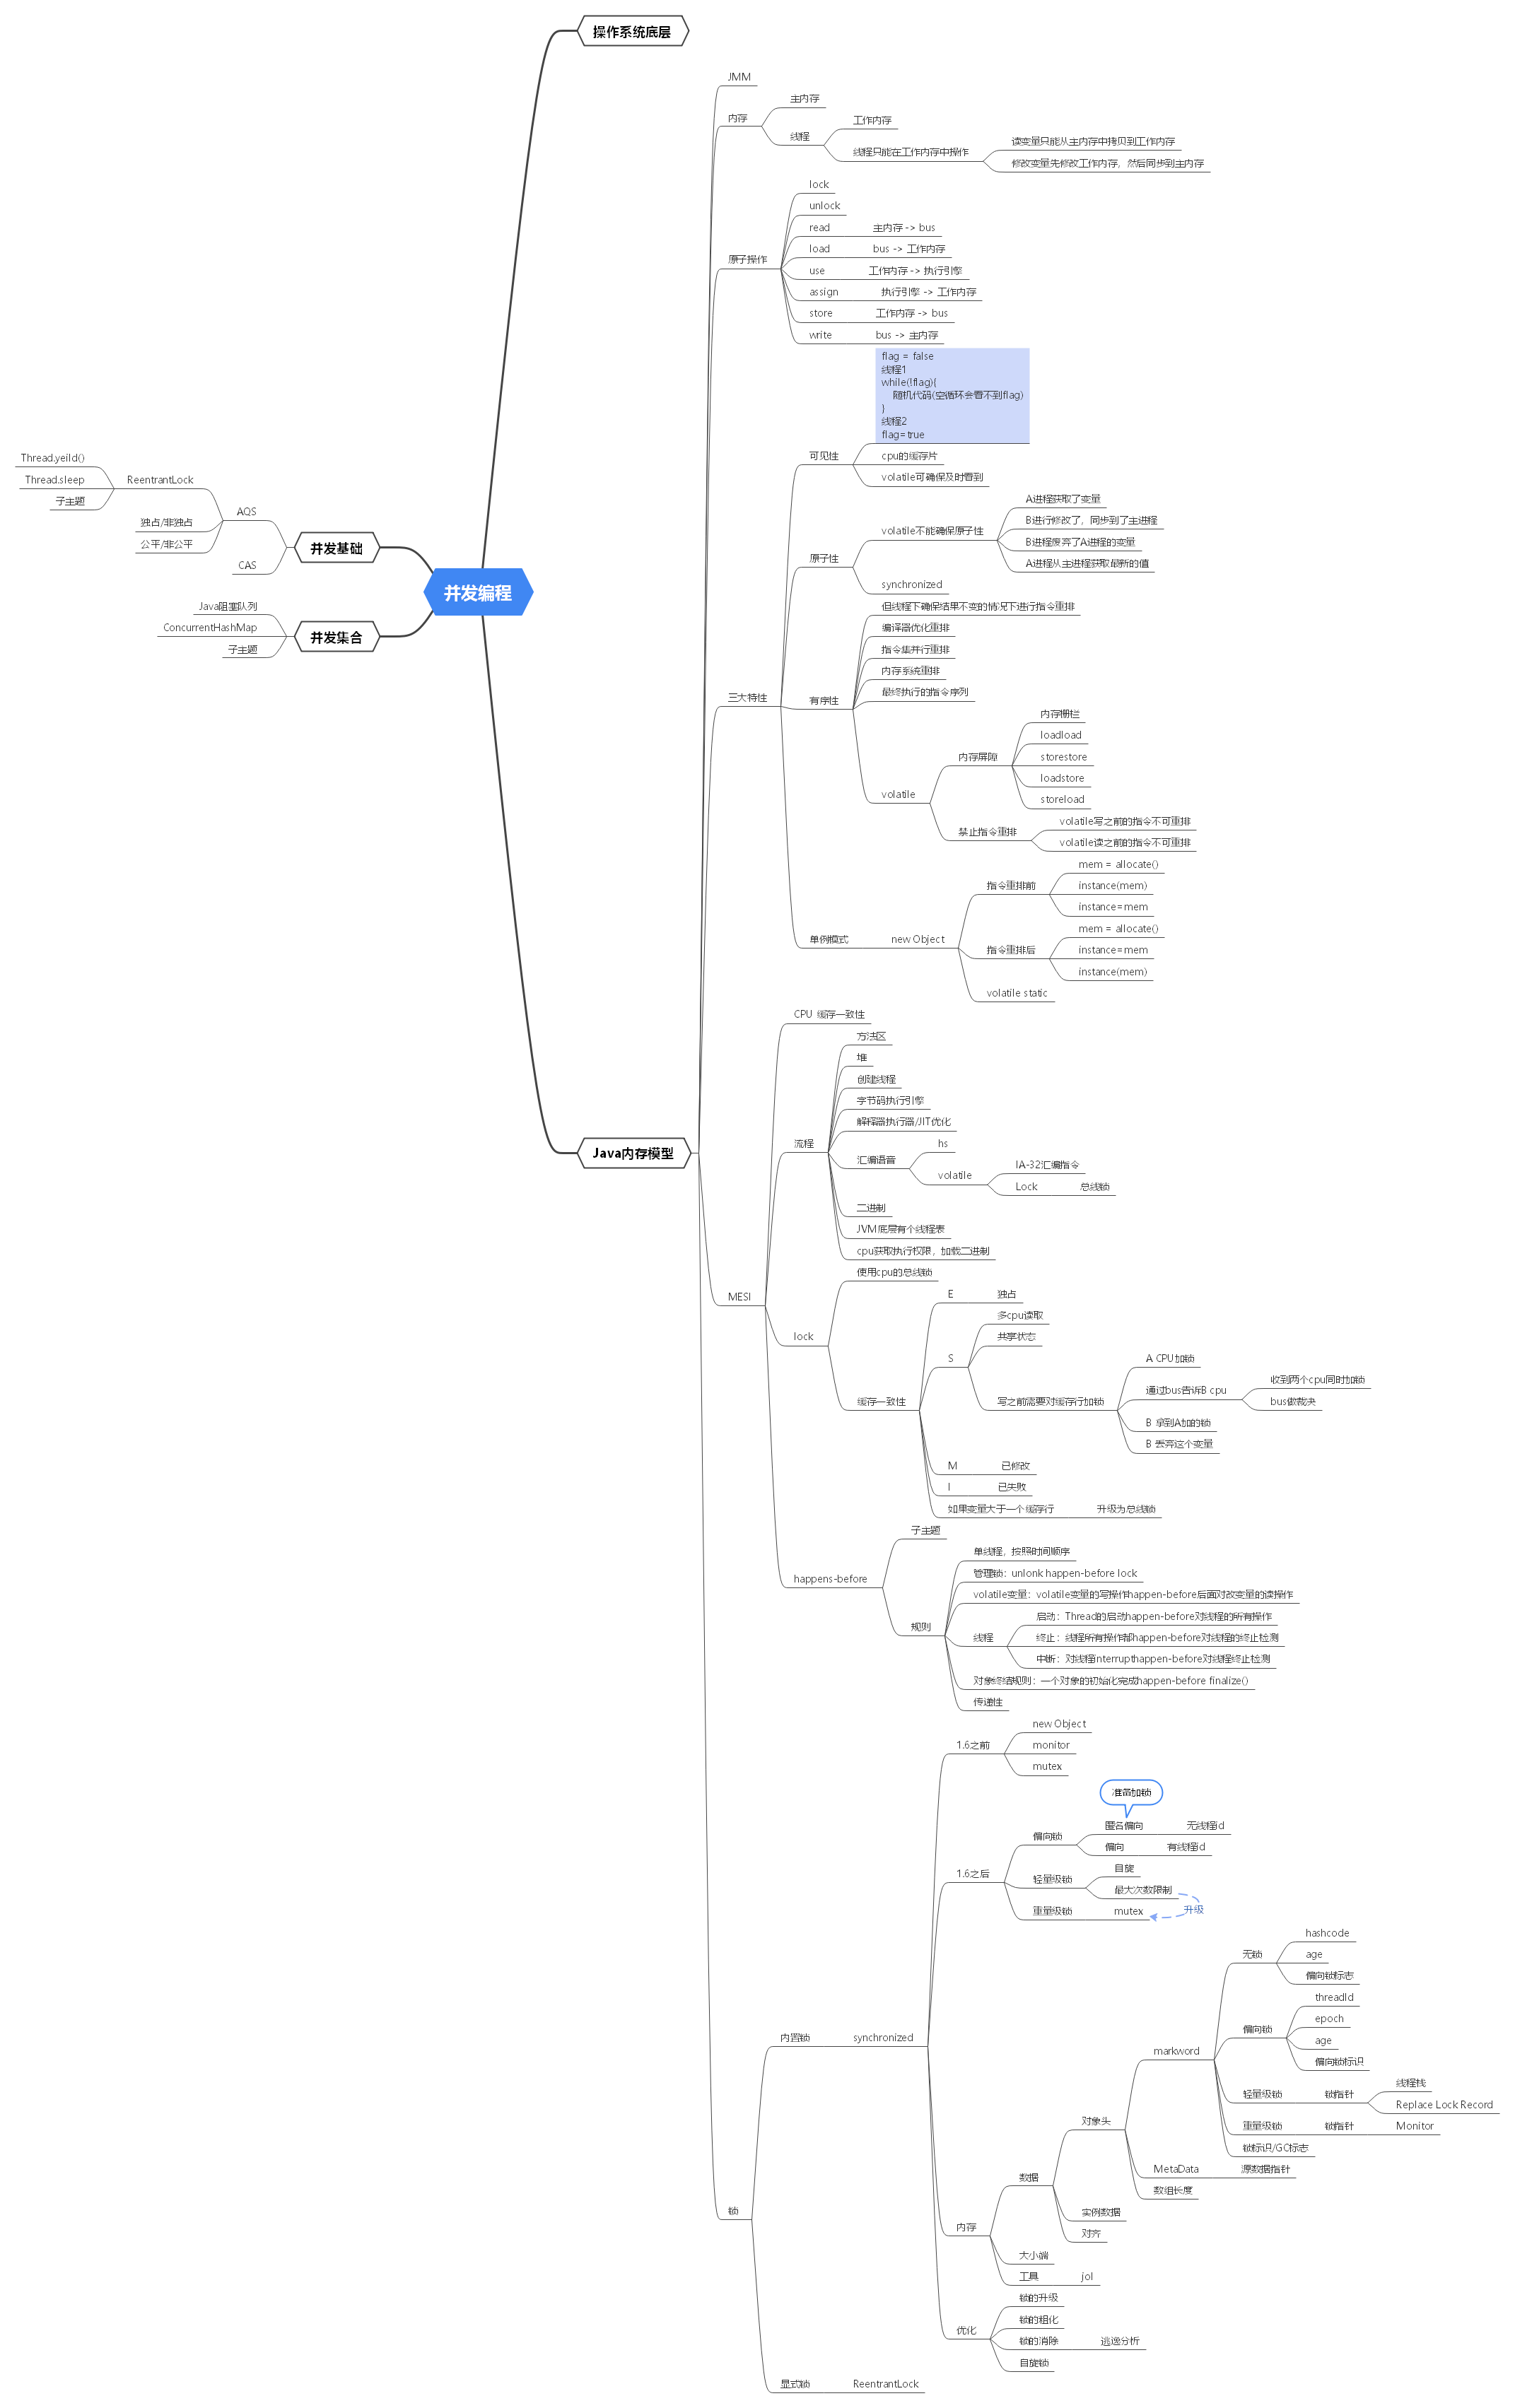 操作系统底层
JMM
主内存
内存
工作内存
线程
读变量只能从主内存中拷贝到工作内存
线程只能在工作内存中操作
修改变量先修改工作内存，然后同步到主内存
lock
unlock
read 主内存 -> bus
load bus -> 工作内存
原子操作
use 工作内存 -> 执行引擎
assign 执行引擎 -> 工作内存
store 工作内存 -> bus
write bus -> 主内存
flag = false
线程1
while(!flag){
随机代码(空循环会看不到flag)
}
线程2
flag=true
可见性
cpu的缓存片
volatile可确保及时看到
A进程获取了变量
B进行修改了，同步到了主进程
volatile不能确保原子性
B进程废弃了A进程的变量
A进程从主进程获取最新的值
原子性
synchronized
但线程下确保结果不变的情况下进行指令重排
编译器优化重排
指令集并行重排
内存系统重排
最终执行的指令序列
三大特性
有序性
内存栅栏
loadload
内存屏障
storestore
loadstore
storeload
volatile
禁止指令重排
volatile写之前的指令不可重排
volatile读之前的指令不可重排
mem = allocate()
指令重排前
instance(mem)
instance=mem
单例模式
new Object
mem = allocate()
指令重排后
instance=mem
instance(mem)
volatile static
Thread.yeild()
Thread.sleep
子主题
ReentrantLock
AQS
独占/非独占
公平/非公平
CAS
并发基础
并发编程
Java阻塞队列
ConcurrentHashMap
子主题
并发集合
Java内存模型
CPU 缓存一致性
方法区
堆
创建线程
字节码执行引擎
解释器执行器/JIT优化
流程
汇编语音
hs
volatile
IA-32汇编指令
Lock 总线锁
二进制
JVM底层有个线程表
cpu获取执行权限，加载二进制
MESI
使用cpu的总线锁
lock
E 独占
多cpu读取
共享状态
S
A CPU加锁
收到两个cpu同时加锁
通过bus告诉B cpu
bus做裁决
写之前需要对缓存行加锁
缓存一致性
B 拿到A加的锁
B 丢弃这个变量
M 已修改
I 已失败
如果变量大于一个缓存行 升级为总线锁
子主题
happens-before
单线程，按照时间顺序
管理锁：unlonk happen-before lock
volatile变量：volatile变量的写操作happen-before后面对改变量的读操作
规则
启动：Thread的启动happen-before对线程的所有操作
线程
终止：线程所有操作都happen-before对线程的终止检测
中断：对线程interrupthappen-before对线程终止检测
对象终结规则：一个对象的初始化完成happen-before finalize()
传递性
new Object
1.6之前
monitor
mutex
准备加锁
匿名偏向 无线程id
偏向锁
偏向 有线程id
1.6之后
自旋
轻量级锁
最大次数限制
升级
重量级锁 mutex
hashcode
无锁
age
偏向锁标志
threadId
epoch
偏向锁
age
偏向锁标识
内置锁 synchronized
markword
线程栈
轻量级锁 锁指针
Replace Lock Record
重量级锁 锁指针 Monitor
锁标识/GC标志
对象头
MetaData 源数据指针
数组长度
数据
实例数据
对齐
锁
内存
大小端
工具 jol
锁的升级
锁的粗化
优化
锁的消除 逃逸分析
自旋锁
显式锁 ReentrantLock